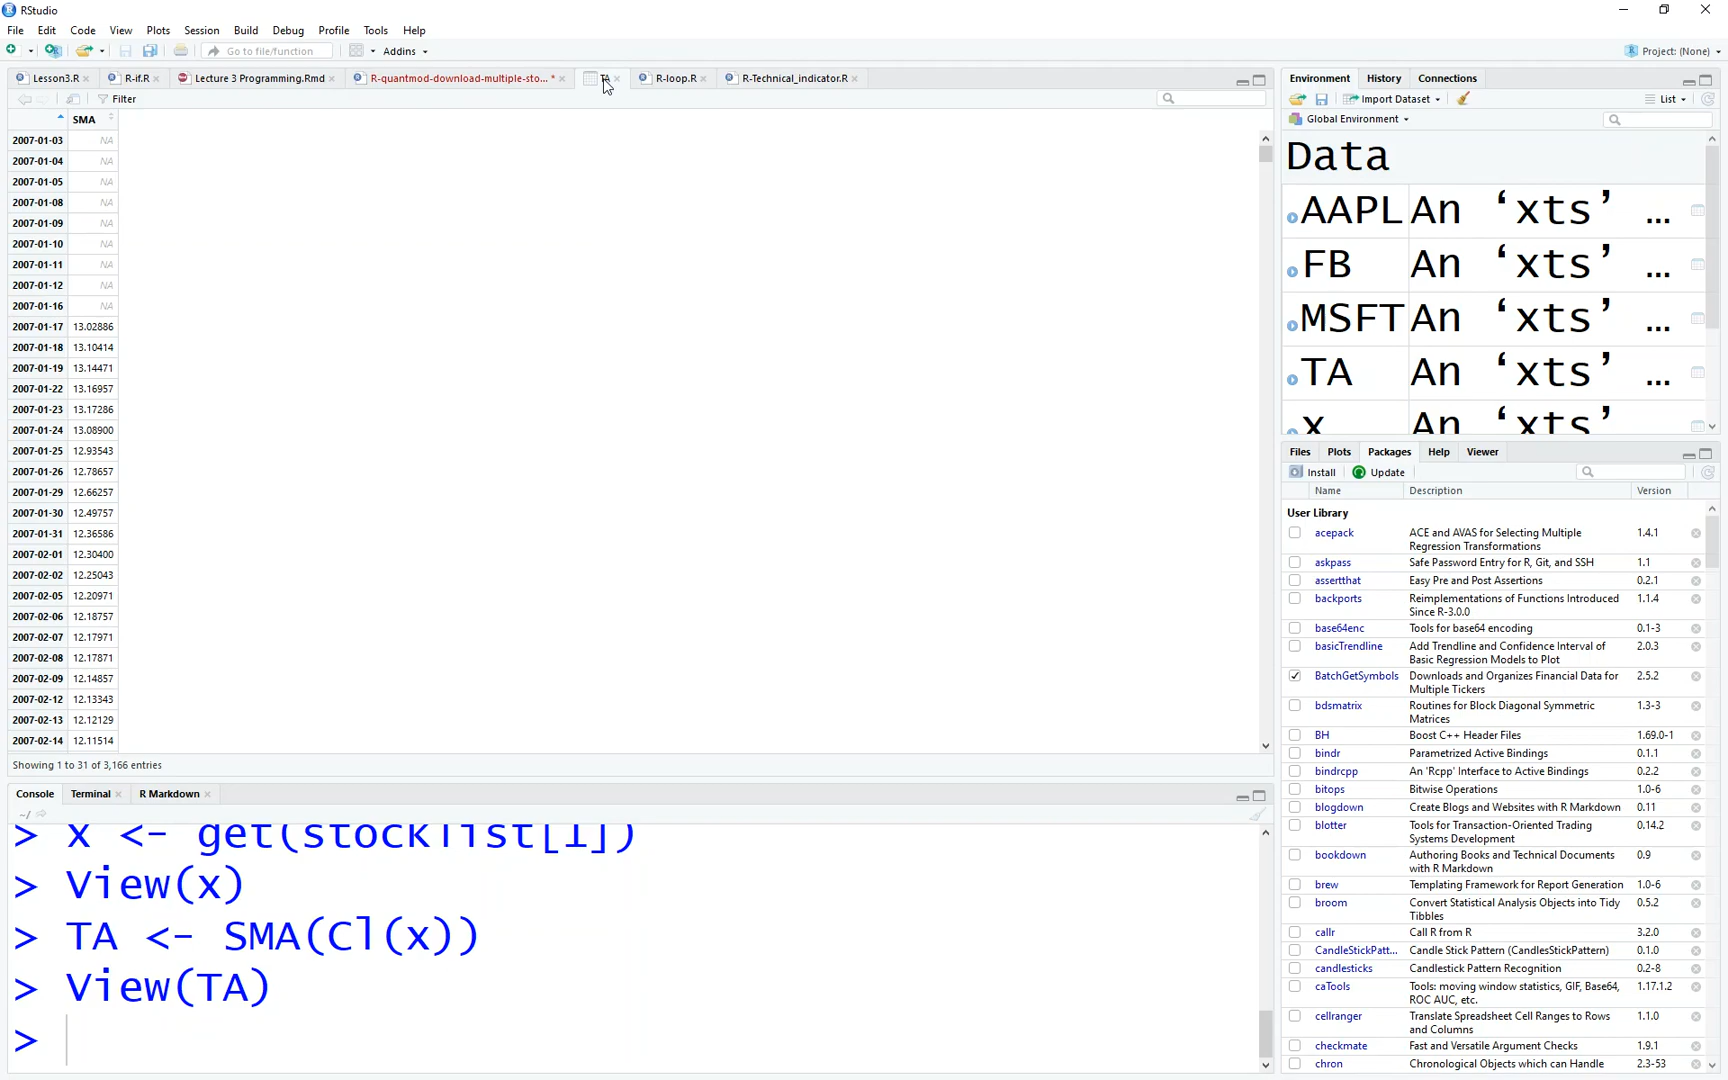 RStudio
File Edit Code View Plots Session Build Debug Profile Tools Help
Go to file/function Addins Project: (None)
Lesson3.R R-if.R Lecture 3 Programming.Rmd R-quantmod-download-multiple-sto... * TA R-loop.R R-Technical_indicator.R
Filter
SMA
2007-01-03 NA
2007-01-04 NA
2007-01-05 NA
2007-01-08 NA
2007-01-09 NA
2007-01-10 NA
2007-01-11 NA
2007-01-12 NA
2007-01-16 NA
2007-01-17 13.02886
2007-01-18 13.10414
2007-01-19 13.14471
2007-01-22 13.16957
2007-01-23 13.17286
2007-01-24 13.08900
2007-01-25 12.93543
2007-01-26 12.78657
2007-01-29 12.66257
2007-01-30 12.49757
2007-01-31 12.36586
2007-02-01 12.30400
2007-02-02 12.25043
2007-02-05 12.20971
2007-02-06 12.18757
2007-02-07 12.17971
2007-02-08 12.17871
2007-02-09 12.14857
2007-02-12 12.13343
2007-02-13 12.12129
2007-02-14 12.11514
Showing 1 to 31 of 3,166 entries
Console Terminal R Markdown
~/
> x <- get(stocklist[1])
> View(x)
> TA <- SMA(Cl(x))
> View(TA)
>
Environment History Connections
Import Dataset List
Global Environment
Data
AAPL An ‘xts’ ...
FB An ‘xts’ ...
MSFT An ‘xts’ ...
TA An ‘xts’ ...
x An ‘xts’
Files Plots Packages Help Viewer
Install Update
Name Description Version
User Library
acepack ACE and AVAS for Selecting Multiple 1.4.1
Regression Transformations
askpass Safe Password Entry for R, Git, and SSH 1.1
assertthat Easy Pre and Post Assertions 0.2.1
backports Reimplementations of Functions Introduced 1.1.4
Since R-3.0.0
base64enc Tools for base64 encoding 0.1-3
basicTrendline Add Trendline and Confidence Interval of 2.0.3
Basic Regression Models to Plot
BatchGetSymbols Downloads and Organizes Financial Data for 2.5.2
Multiple Tickers
bdsmatrix Routines for Block Diagonal Symmetric 1.3-3
Matrices
BH Boost C++ Header Files 1.69.0-1
bindr Parametrized Active Bindings 0.1.1
bindrcpp An 'Rcpp' Interface to Active Bindings 0.2.2
bitops Bitwise Operations 1.0-6
blogdown Create Blogs and Websites with R Markdown 0.11
blotter Tools for Transaction-Oriented Trading 0.14.2
Systems Development
bookdown Authoring Books and Technical Documents 0.9
with R Markdown
brew Templating Framework for Report Generation 1.0-6
broom Convert Statistical Analysis Objects into Tidy 0.5.2
Tibbles
callr Call R from R 3.2.0
CandleStickPatt... Candle Stick Pattern (CandlesStickPattern) 0.1.0
candlesticks Candlestick Pattern Recognition 0.2-8
caTools Tools: moving window statistics, GIF, Base64, 1.17.1.2
ROC AUC, etc.
cellranger Translate Spreadsheet Cell Ranges to Rows 1.1.0
and Columns
checkmate Fast and Versatile Argument Checks 1.9.1
chron Chronological Objects which can Handle 2.3-53